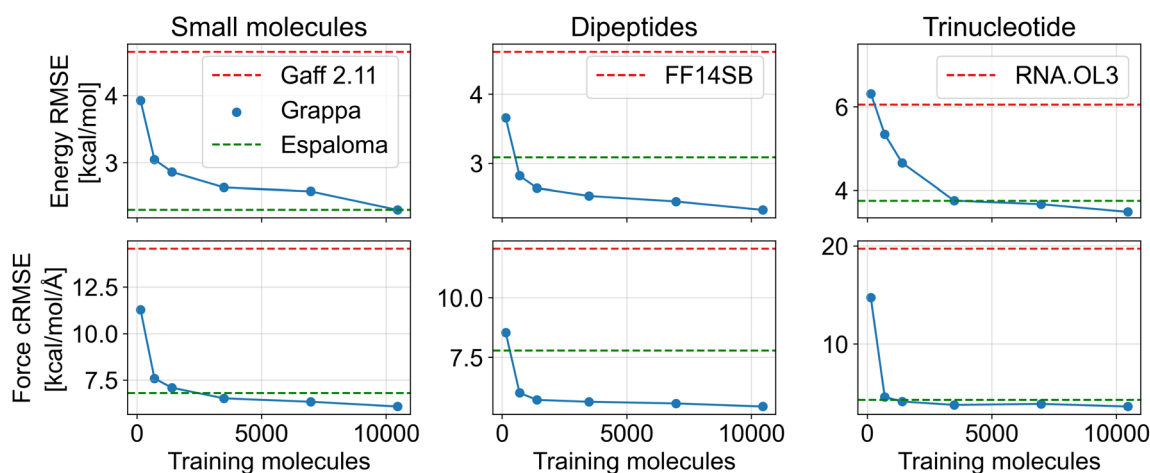 Small molecules
Dipeptides
Trinucleotide
Energy RMSE
[kcal/mol]
4
3
Gaff 2.11
Grappa
Espaloma
4
3
FF14SB
6
4
RNA.OL3
Force cRMSE
[kcal/mol/Å]
12.5
10.0
7.5
10.0
7.5
20
10
0 5000 10000
0 5000 10000
0 5000 10000
Training molecules
Training molecules
Training molecules